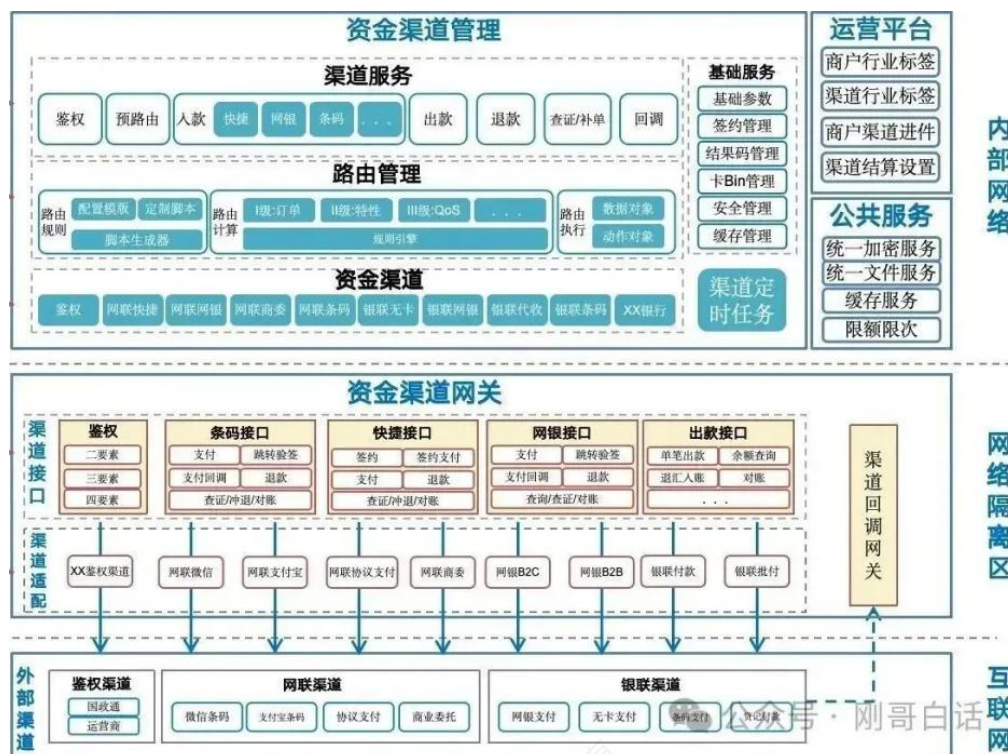 资金渠道管理
渠道服务
鉴权
预路由
入款
快捷
网银
条码
. . .
出款
退款
查证/补单
回调
路由管理
路由规则
配置模版
定制脚本
脚本生成器
路由计算
I级:订单
II级:特性
III级:QoS
. . .
规则引擎
路由执行
数据对象
动作对象
资金渠道
鉴权
网联快捷
网联网银
网联商委
网联条码
银联无卡
银联网银
银联代收
银联条码
XX银行
基础服务
基础参数
签约管理
结果码管理
卡Bin管理
安全管理
缓存管理
渠道定时任务
运营平台
商户行业标签
渠道行业标签
商户渠道进件
渠道结算设置
公共服务
统一加密服务
统一文件服务
缓存服务
限额限次
内部网络
资金渠道网关
渠道接口
鉴权
二要素
三要素
四要素
条码接口
支付
跳转验签
支付回调
退款
查证/冲退/对账
快捷接口
签约
签约支付
支付
退款
查证/冲退/对账
网银接口
支付
跳转验签
支付回调
退款
查询/查证/对账
出款接口
单笔出款
余额查询
退汇入账
对账
. . .
渠道适配
XX鉴权渠道
网联微信
网联支付宝
网联协议支付
网联商委
网银B2C
网银B2B
银联付款
银联批付
渠道回调网关
网络隔离区
外部渠道
鉴权渠道
国政通
运营商
网联渠道
微信条码
支付宝条码
协议支付
商业委托
银联渠道
网银支付
无卡支付
条码支付
互联网
公众号 · 刚哥白话